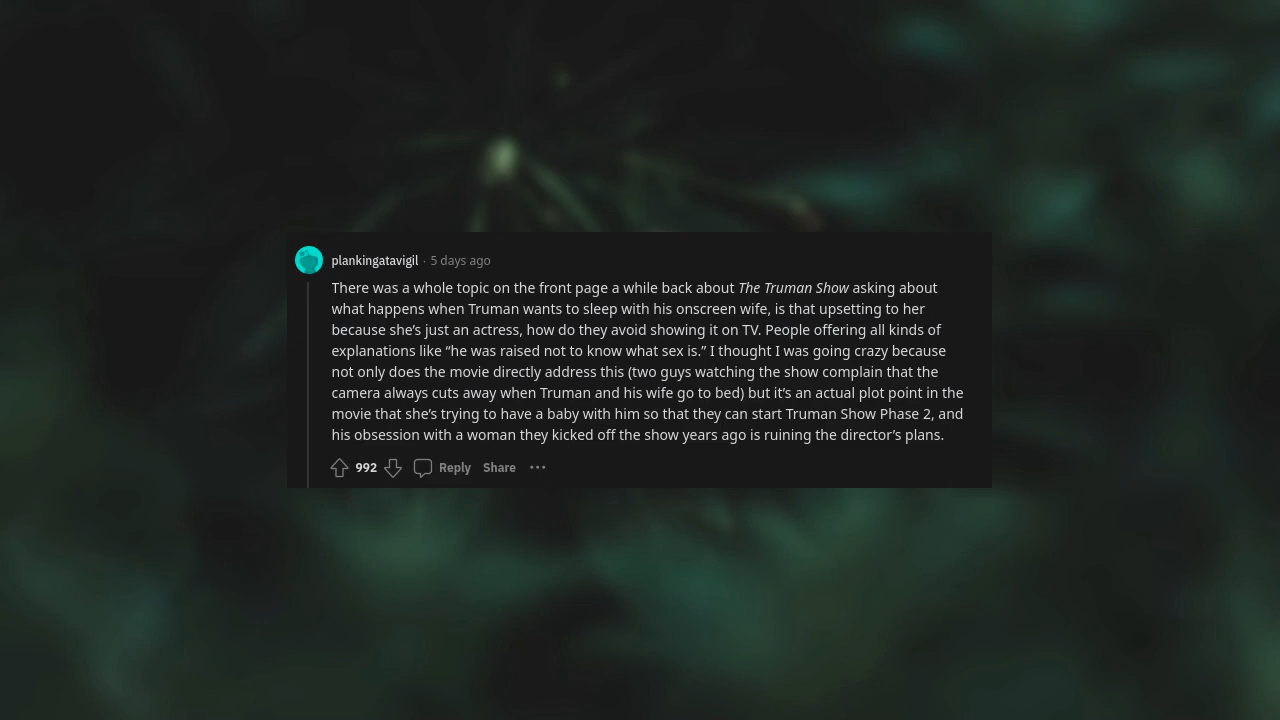 plankingatavigil · 5 days ago
There was a whole topic on the front page a while back about The Truman Show asking about
what happens when Truman wants to sleep with his onscreen wife, is that upsetting to her
because she’s just an actress, how do they avoid showing it on TV. People offering all kinds of
explanations like “he was raised not to know what sex is.” I thought I was going crazy because
not only does the movie directly address this (two guys watching the show complain that the
camera always cuts away when Truman and his wife go to bed) but it’s an actual plot point in the
movie that she’s trying to have a baby with him so that they can start Truman Show Phase 2, and
his obsession with a woman they kicked off the show years ago is ruining the director’s plans.
992 Reply Share ···